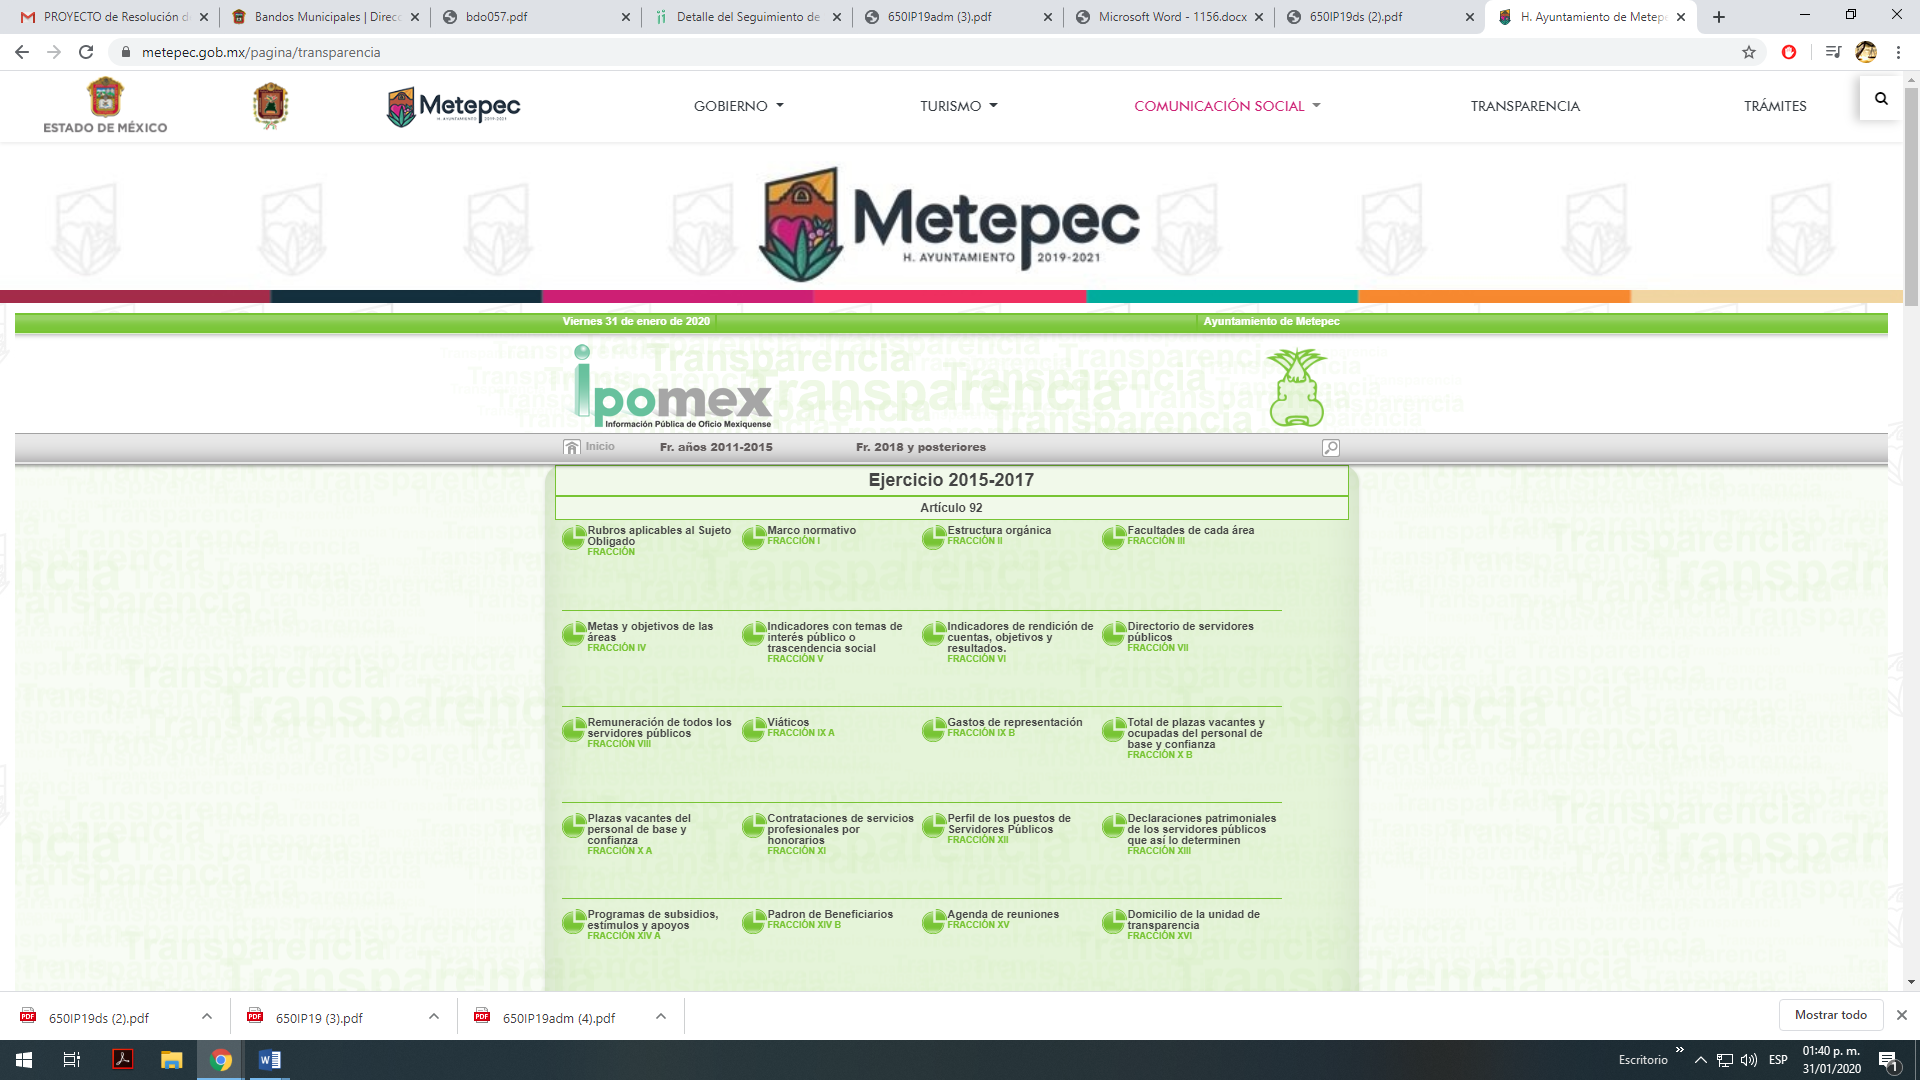 PROYECTO de Resolución d
Bandos Municipales | Direcc
bdo057.pdf
Detalle del Seguimiento de
650IP19adm (3).pdf
Microsoft Word - 1156.docx
650IP19ds (2).pdf
H. Ayuntamiento de Metepe
metepec.gob.mx/pagina/transparencia
ESTADO DE MÉXICO
Metepec
H. AYUNTAMIENTO 2019-2021
GOBIERNO
TURISMO
COMUNICACIÓN SOCIAL
TRANSPARENCIA
TRÁMITES
Metepec
H. AYUNTAMIENTO 2019-2021
Viernes 31 de enero de 2020
Ayuntamiento de Metepec
ipomex
Información Pública de Oficio Mexiquense
Inicio
Fr. años 2011-2015
Fr. 2018 y posteriores
Ejercicio 2015-2017
Artículo 92
Rubros aplicables al Sujeto
Obligado
FRACCIÓN
Marco normativo
FRACCIÓN I
Estructura orgánica
FRACCIÓN II
Facultades de cada área
FRACCIÓN III
Metas y objetivos de las
áreas
FRACCIÓN IV
Indicadores con temas de
interés público o
trascendencia social
FRACCIÓN V
Indicadores de rendición de
cuentas, objetivos y
resultados.
FRACCIÓN VI
Directorio de servidores
públicos
FRACCIÓN VII
Remuneración de todos los
servidores públicos
FRACCIÓN VIII
Viáticos
FRACCIÓN IX A
Gastos de representación
FRACCIÓN IX B
Total de plazas vacantes y
ocupadas del personal de
base y confianza
FRACCIÓN X B
Plazas vacantes del
personal de base y
confianza
FRACCIÓN X A
Contrataciones de servicios
profesionales por
honorarios
FRACCIÓN XI
Perfil de los puestos de
Servidores Públicos
FRACCIÓN XII
Declaraciones patrimoniales
de los servidores públicos
que así lo determinen
FRACCIÓN XIII
Programas de subsidios,
estímulos y apoyos
FRACCIÓN XIV A
Padron de Beneficiarios
FRACCIÓN XIV B
Agenda de reuniones
FRACCIÓN XV
Domicilio de la unidad de
transparencia
FRACCIÓN XVI
650IP19ds (2).pdf
650IP19 (3).pdf
650IP19adm (4).pdf
Mostrar todo
Escritorio
ESP
01:40 p. m.
31/01/2020
1